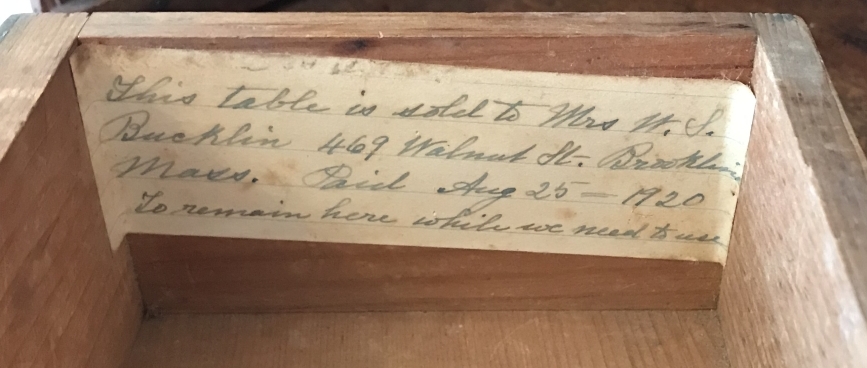 This table is sold to Mrs W. S.
Bucklin 469 Walnut St. Brooklin
Mass. Paid Aug 25 — 1920
To remain here while we need to use